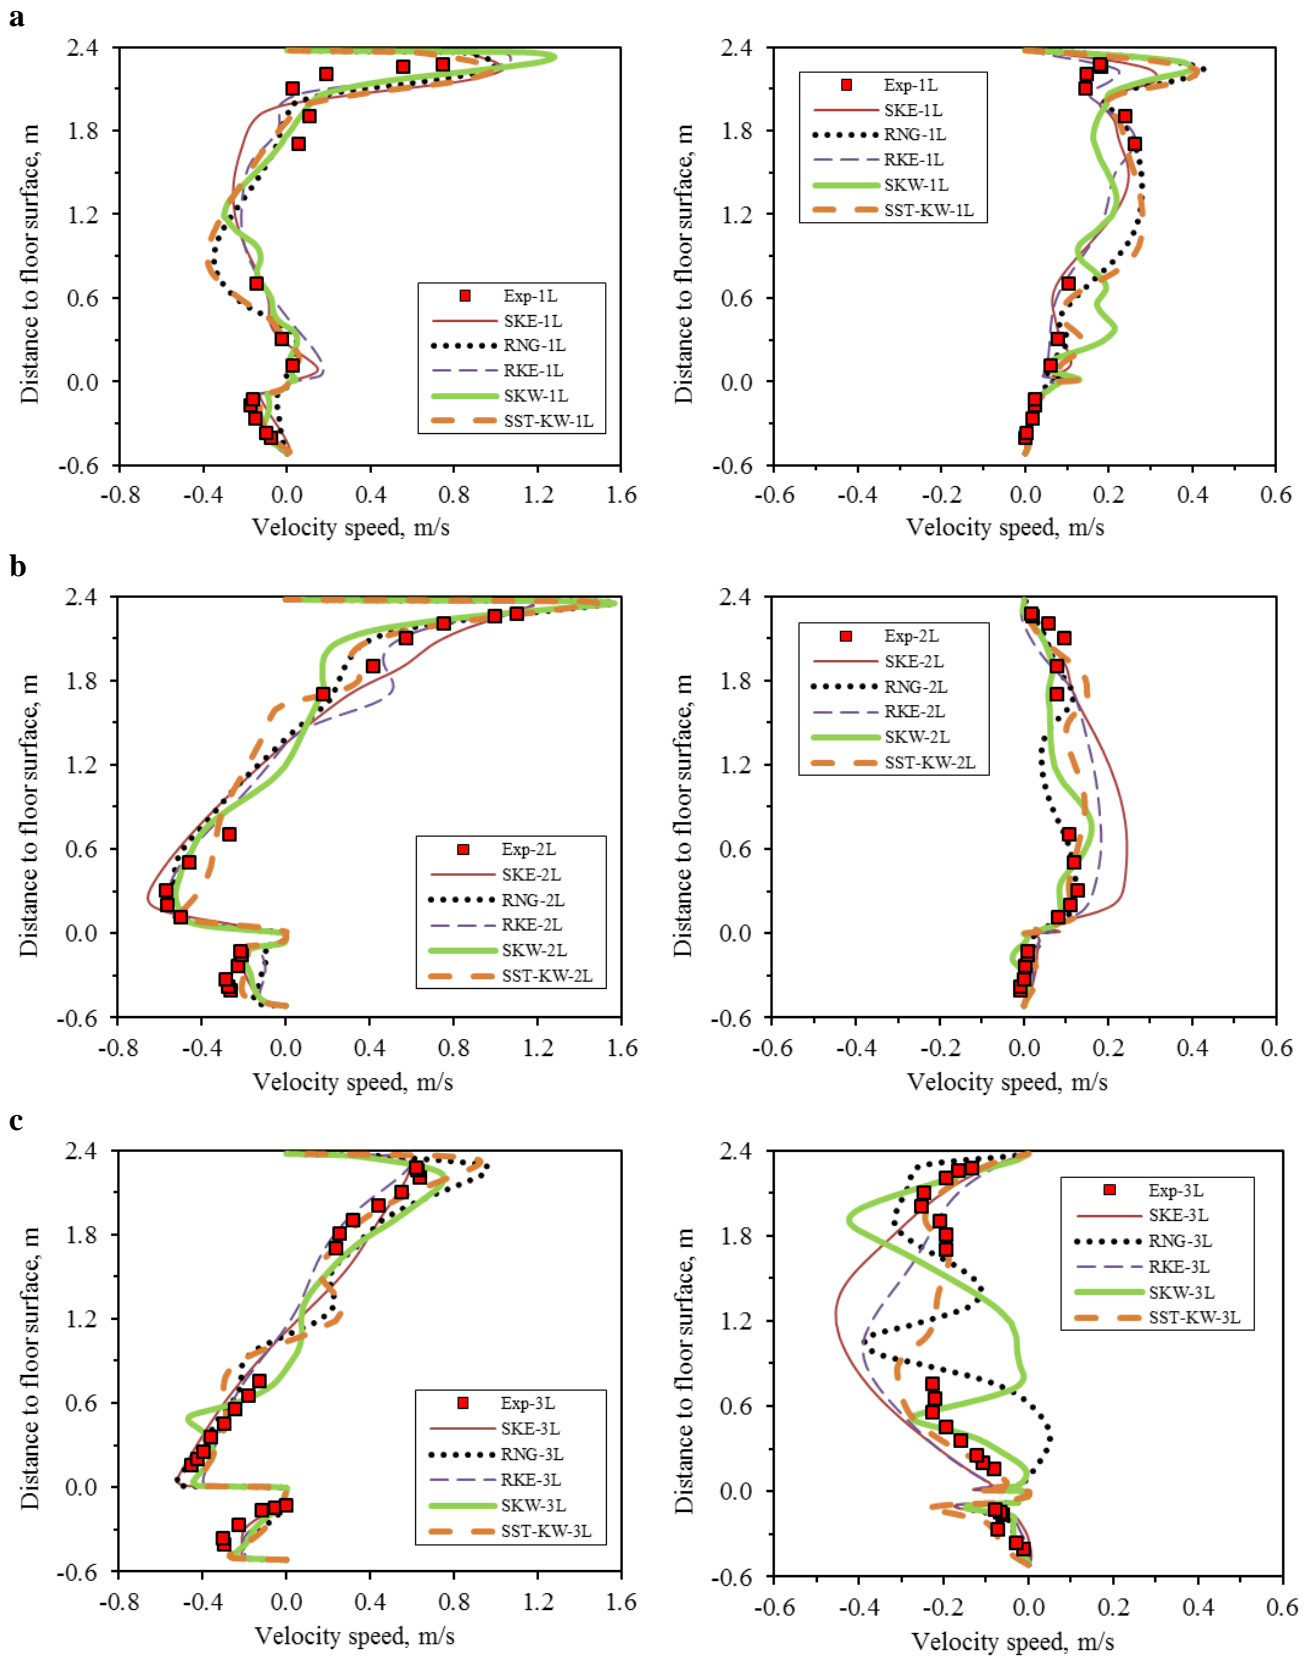 a
2.4
1.8
1.2
0.6
0.0
-0.6
-0.8 -0.4 0.0 0.4 0.8 1.2 1.6
Distance to floor surface, m
Velocity speed, m/s
Exp-1L
SKE-1L
RNG-1L
RKE-1L
SKW-1L
SST-KW-1L
2.4
1.8
1.2
0.6
0.0
-0.6
-0.6 -0.4 -0.2 0.0 0.2 0.4 0.6
Distance to floor surface, m
Velocity speed, m/s
Exp-1L
SKE-1L
RNG-1L
RKE-1L
SKW-1L
SST-KW-1L
b
2.4
1.8
1.2
0.6
0.0
-0.6
-0.8 -0.4 0.0 0.4 0.8 1.2 1.6
Distance to floor surface, m
Velocity speed, m/s
Exp-2L
SKE-2L
RNG-2L
RKE-2L
SKW-2L
SST-KW-2L
2.4
1.8
1.2
0.6
0.0
-0.6
-0.6 -0.4 -0.2 0.0 0.2 0.4 0.6
Distance to floor surface, m
Velocity speed, m/s
Exp-2L
SKE-2L
RNG-2L
RKE-2L
SKW-2L
SST-KW-2L
c
2.4
1.8
1.2
0.6
0.0
-0.6
-0.8 -0.4 0.0 0.4 0.8 1.2 1.6
Distance to floor surface, m
Velocity speed, m/s
Exp-3L
SKE-3L
RNG-3L
RKE-3L
SKW-3L
SST-KW-3L
2.4
1.8
1.2
0.6
0.0
-0.6
-0.6 -0.4 -0.2 0.0 0.2 0.4 0.6
Distance to floor surface, m
Velocity speed, m/s
Exp-3L
SKE-3L
RNG-3L
RKE-3L
SKW-3L
SST-KW-3L